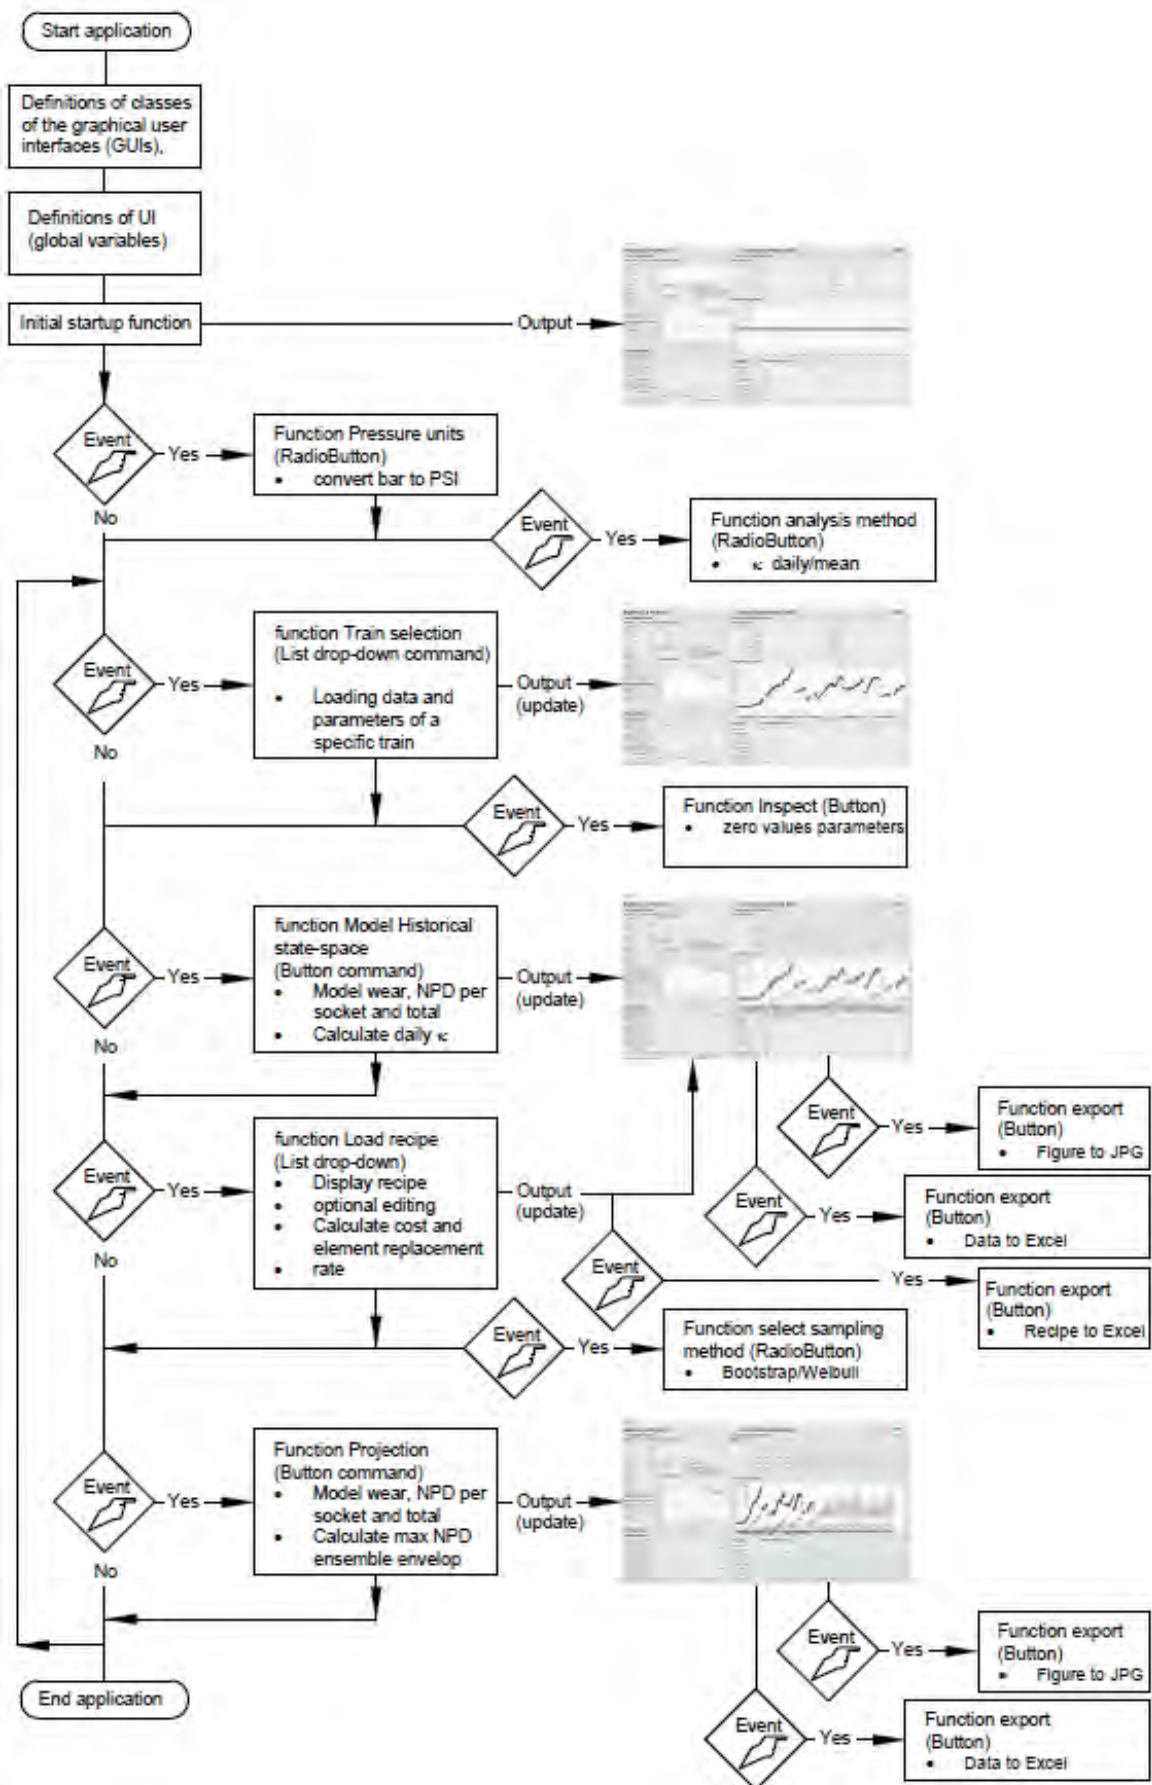 Start application
Definitions of classes
of the graphical user
interfaces (GUIs),
Definitions of UI
(global variables)
Initial startup function
Output
Event
Yes
Function Pressure units
(RadioButton)
• convert bar to PSI
No
Event
Yes
Function analysis method
(RadioButton)
• κ daily/mean
Event
Yes
function Train selection
(List drop-down command)
• Loading data and
parameters of a
specific train
Output
(update)
No
Event
Yes
Function Inspect (Button)
• zero values parameters
Event
Yes
function Model Historical
state-space
(Button command)
• Model wear, NPD per
socket and total
• Calculate daily κ
Output
(update)
No
Event
Yes
Function export
(Button)
• Figure to JPG
Event
Yes
function Load recipe
(List drop-down)
• Display recipe
• optional editing
• Calculate cost and
element replacement
• rate
Output
(update)
No
Event
Yes
Function export
(Button)
• Data to Excel
Event
Yes
Function export
(Button)
• Recipe to Excel
Event
Yes
Function select sampling
method (RadioButton)
• Bootstrap/Weibull
Event
Yes
Function Projection
(Button command)
• Model wear, NPD per
socket and total
• Calculate max NPD
ensemble envelop
Output
(update)
No
Event
Yes
Function export
(Button)
• Figure to JPG
End application
Event
Yes
Function export
(Button)
• Data to Excel